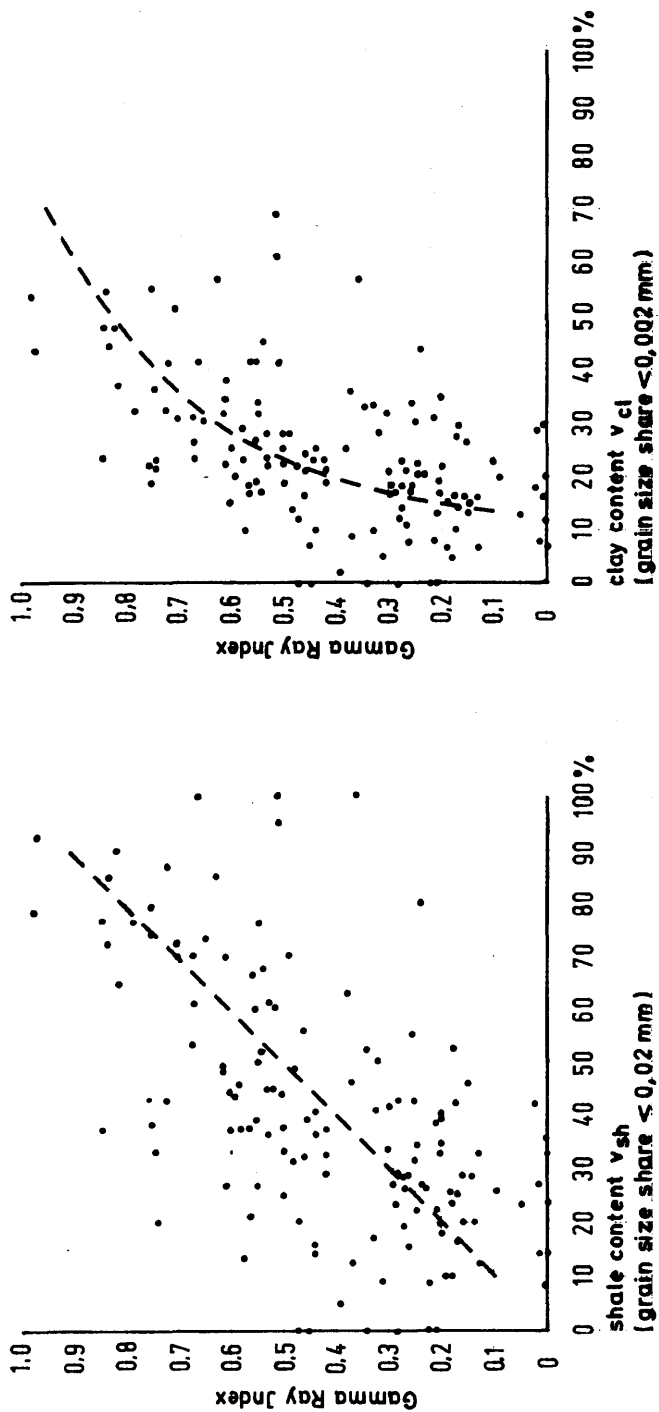 Gamma Ray Jndex
1.0
0.9
0.8
0.7
0.6
0.5
0.4
0.3
0.2
0.1
0
0 10 20 30 40 50 60 70 80 90 100%
shale content Vsh
(grain size share < 0,02 mm)
Gamma Ray Jndex
1.0
0.9
0.8
0.7
0.6
0.5
0.4
0.3
0.2
0.1
0
0 10 20 30 40 50 60 70 80 90 100%
clay content Vcl
(grain size share < 0,002 mm)